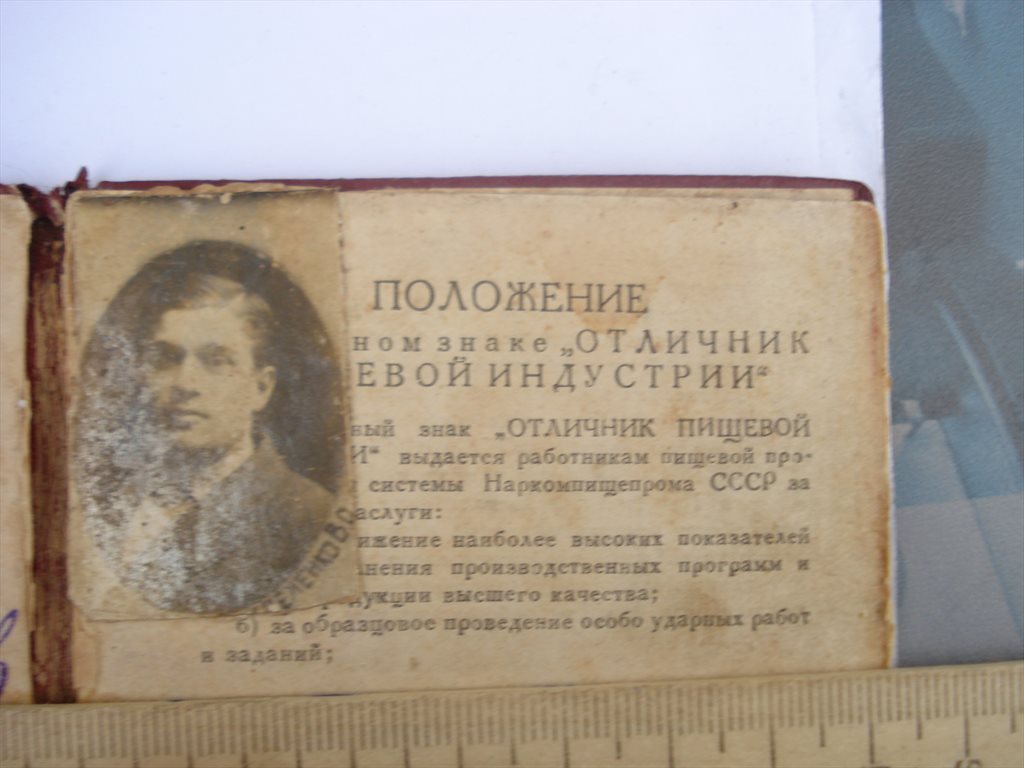 ПОЛОЖЕНИЕ
ном знаке „ОТЛИЧНИК
ЕВОЙ ИНДУСТРИИ“
ный знак „ОТЛИЧНИК ПИЩЕВОЙ
И“ выдается работникам пищевой про-
системы Наркомпищепрома СССР за
аслуги:
ижение наиболее высоких показателей
нения производственных программ и
дукции высшего качества;
б) за образцовое проведение особо ударных работ
и заданий;